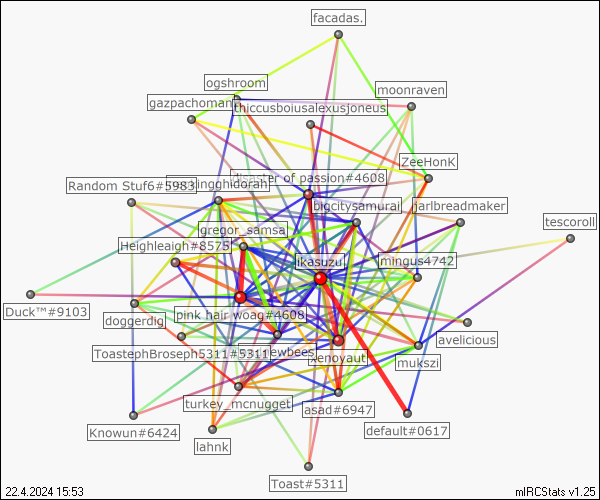 facadas.
ogshroom
moonraven
gazpachoman
thiccusboiusalexusjoneus
ZeeHonK
disaster of passion#4608
Random Stuf6#5983
ingghidorah
bigcitysamurai
jarlbreadmaker
tescoroll
gregor_samsa
Heighleigh#8575
ikasuzu
mingus4742
Duck™#9103
doggerdig
pink hair woag#4608
avelicious
ToastephBroseph5311#5311
ewbees
xenoyaut
mukszi
turkey_mcnugget
asad#6947
default#0617
Knowun#6424
lahnk
Toast#5311
22.4.2024 15:53
mIRCStats v1.25